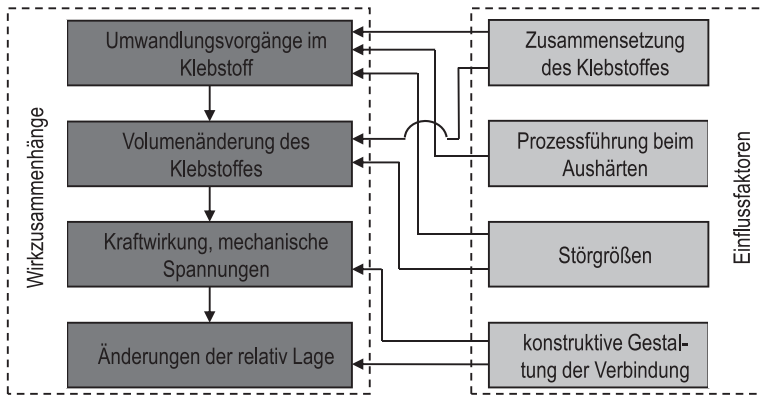 Wirkzusammenhänge
Umwandlungsvorgänge im
Klebstoff
Volumenänderung des
Klebstoffes
Kraftwirkung, mechanische
Spannungen
Änderungen der relativ Lage
Zusammensetzung
des Klebstoffes
Prozessführung beim
Aushärten
Störgrößen
konstruktive Gestal-
tung der Verbindung
Einflussfaktoren